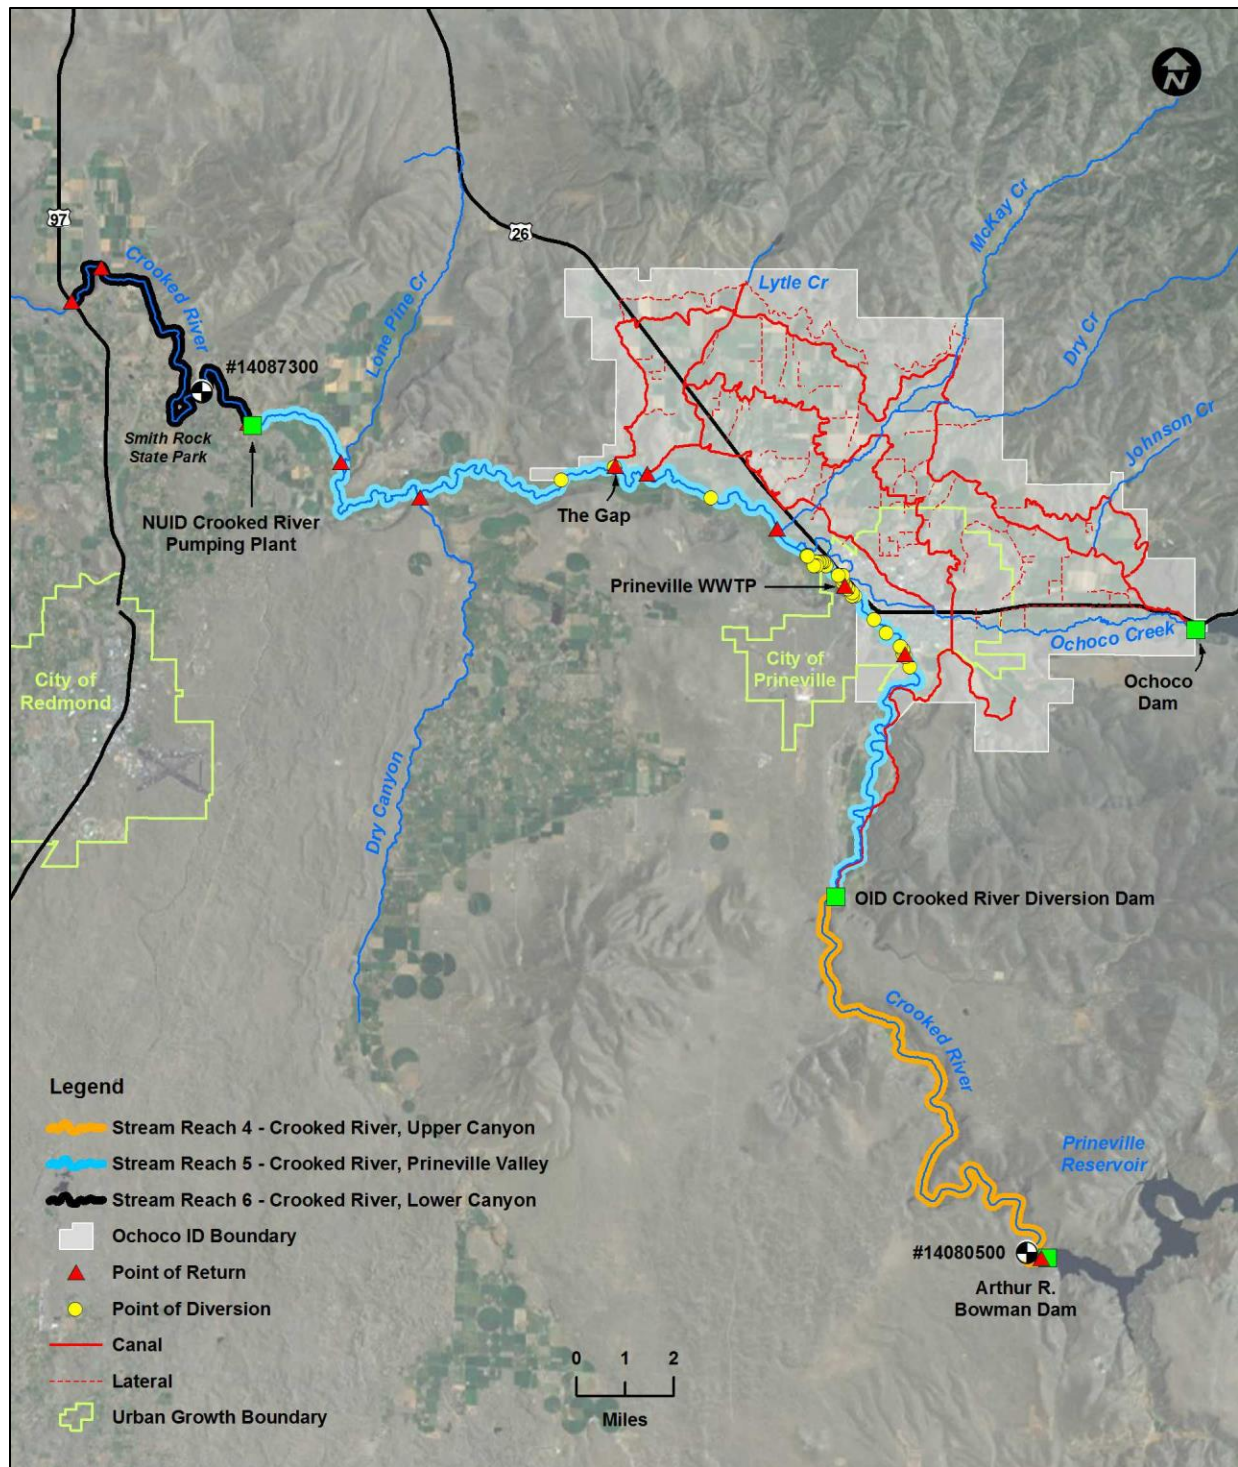 N
McKay Cr
97
26
Crooked River
Lytle Cr
Lone Pine Cr
Dry Cr
#14087300
Johnson Cr
Smith Rock
State Park
NUID Crooked River
Pumping Plant
The Gap
Prineville WWTP
Ochoco Creek
City of
Prineville
City of
Redmond
Ochoco
Dam
Dry Canyon
OID Crooked River Diversion Dam
Crooked River
Prineville
Reservoir
#14080500
Arthur R.
Bowman Dam
Legend
Stream Reach 4 - Crooked River, Upper Canyon
Stream Reach 5 - Crooked River, Prineville Valley
Stream Reach 6 - Crooked River, Lower Canyon
Ochoco ID Boundary
Point of Return
Point of Diversion
Canal
Lateral
Urban Growth Boundary
0 1 2
Miles